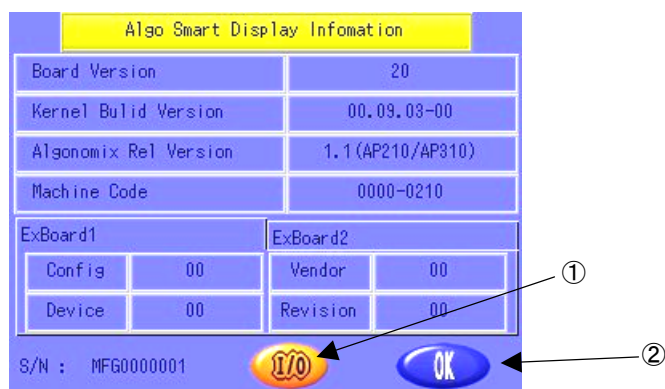 Algo Smart Display Infomation
Board Version 20
Kernel Bulid Version 00.09.03-00
Algonomix Rel Version 1.1(AP210/AP310)
Machine Code 0000-0210
ExBoard1 ExBoard2
Config 00 Vendor 00
Device 00 Revision 00
①
S/N : MFG0000001 I/O OK
②